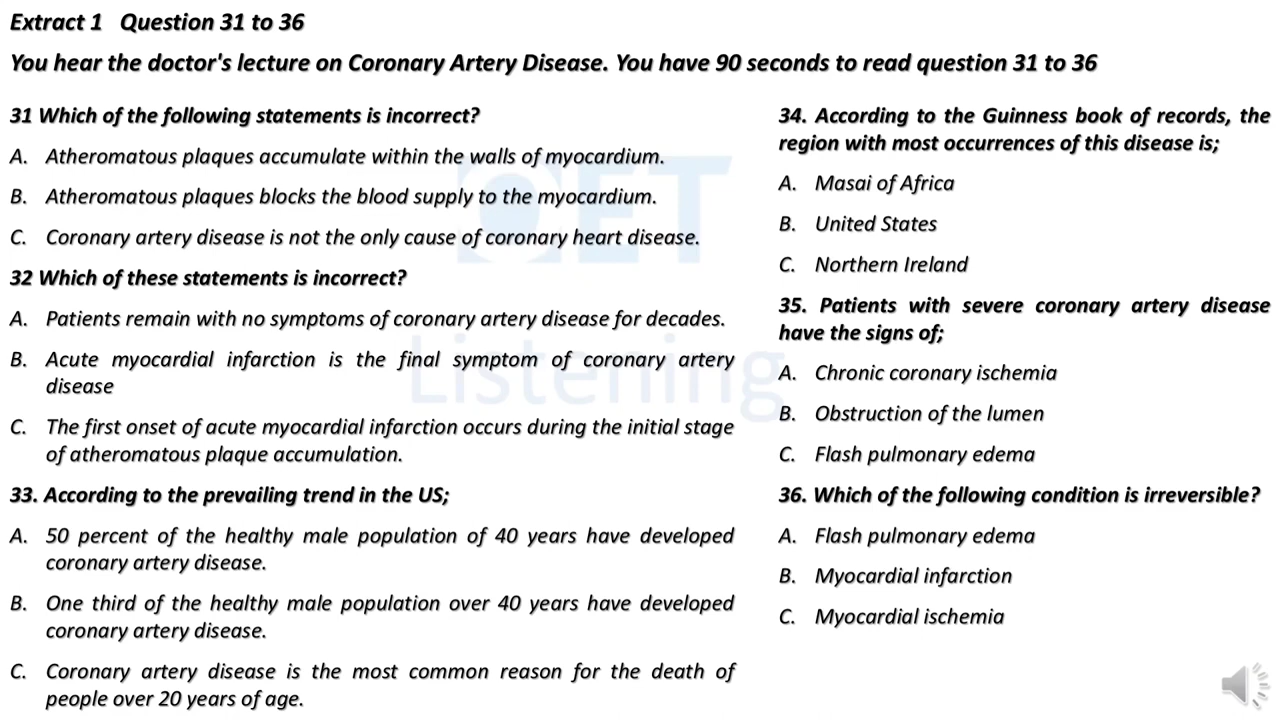 Extract 1 Question 31 to 36
You hear the doctor's lecture on Coronary Artery Disease. You have 90 seconds to read question 31 to 36
31 Which of the following statements is incorrect?
A. Atheromatous plaques accumulate within the walls of myocardium.
B. Atheromatous plaques blocks the blood supply to the myocardium.
C. Coronary artery disease is not the only cause of coronary heart disease.
32 Which of these statements is incorrect?
A. Patients remain with no symptoms of coronary artery disease for decades.
B. Acute myocardial infarction is the final symptom of coronary artery
disease
C. The first onset of acute myocardial infarction occurs during the initial stage
of atheromatous plaque accumulation.
33. According to the prevailing trend in the US;
A. 50 percent of the healthy male population of 40 years have developed
coronary artery disease.
B. One third of the healthy male population over 40 years have developed
coronary artery disease.
C. Coronary artery disease is the most common reason for the death of
people over 20 years of age.
34. According to the Guinness book of records, the
region with most occurrences of this disease is;
A. Masai of Africa
B. United States
C. Northern Ireland
35. Patients with severe coronary artery disease
have the signs of;
A. Chronic coronary ischemia
B. Obstruction of the lumen
C. Flash pulmonary edema
36. Which of the following condition is irreversible?
A. Flash pulmonary edema
B. Myocardial infarction
C. Myocardial ischemia
OET
Listening